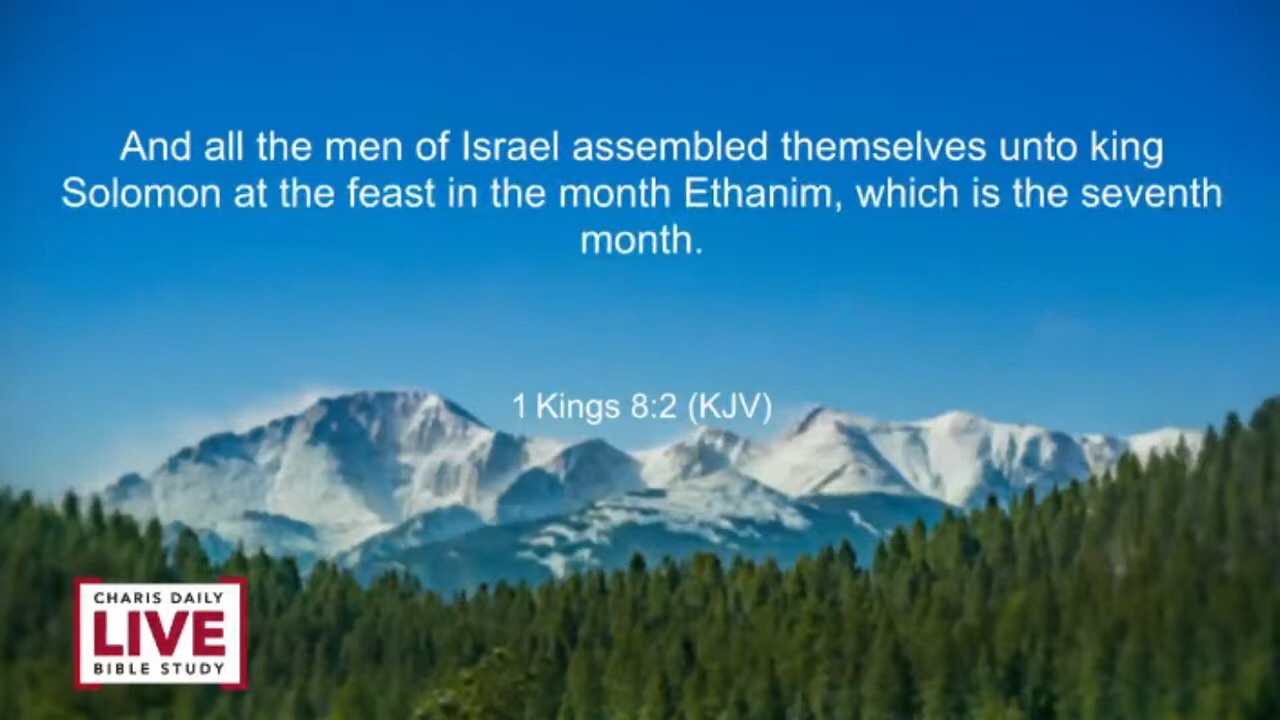 And all the men of Israel assembled themselves unto king
Solomon at the feast in the month Ethanim, which is the seventh
month.
1 Kings 8:2 (KJV)
CHARIS DAILY
LIVE
BIBLE STUDY